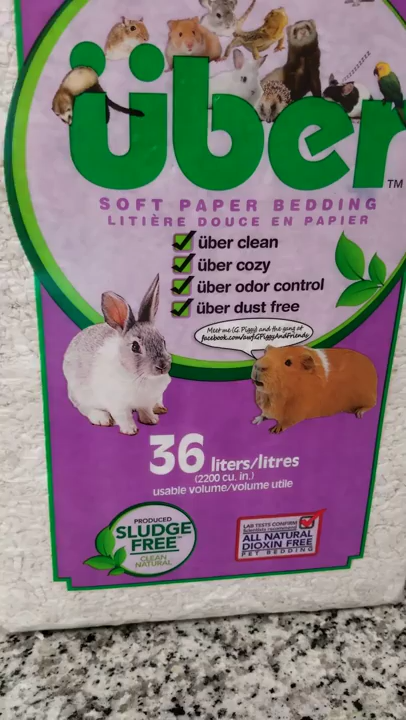 über TM
SOFT PAPER BEDDING
LITIÈRE DOUCE EN PAPIER
über clean
über cozy
über odor control
über dust free
Meet me (G. Piggy) and the gang at
36 liters/litres
(2200 cu. in.)
usable volume/volume utile
PRODUCED
SLUDGE
FREE
CLEAN
NATURAL
LAB TESTS CONFIRM
ALL NATURAL
DIOXIN FREE
PET BEDDING